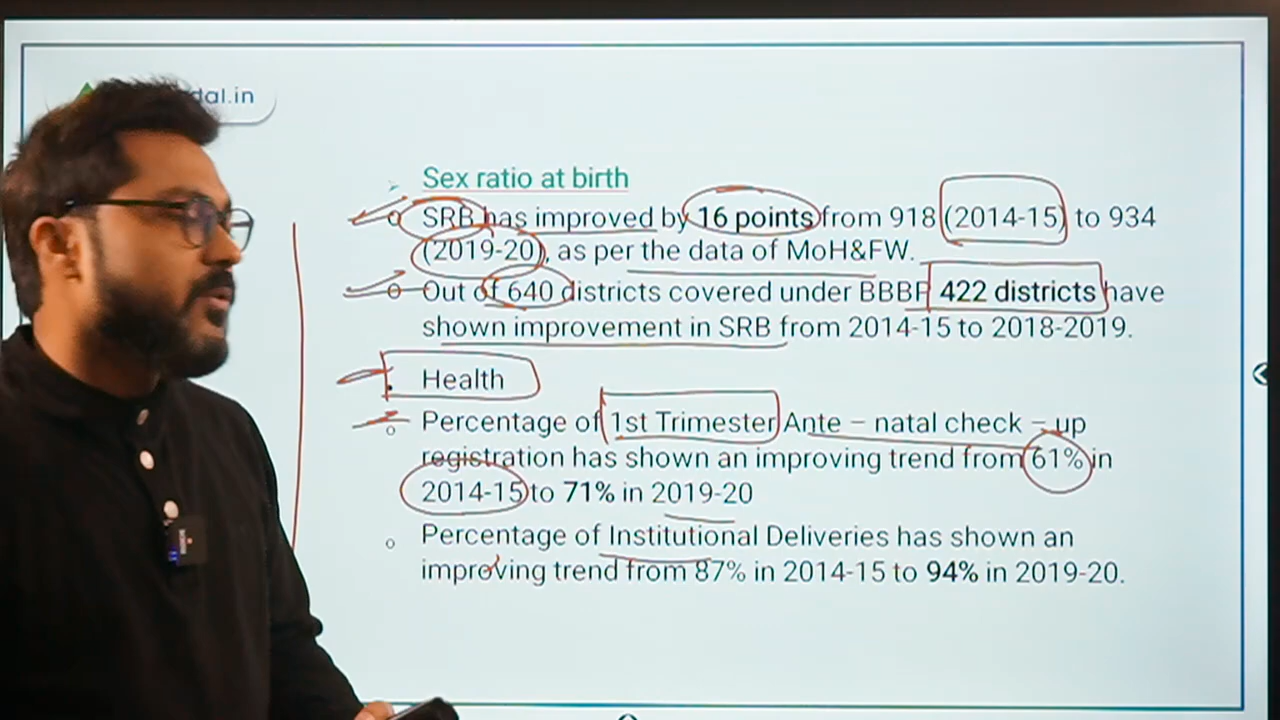 dal.in
Sex ratio at birth
SRB has improved by 16 points from 918 (2014-15) to 934
(2019-20), as per the data of MoH&FW.
Out of 640 districts covered under BBBP 422 districts have
shown improvement in SRB from 2014-15 to 2018-2019.
Health
Percentage of 1st Trimester Ante – natal check – up
registration has shown an improving trend from 61% in
2014-15 to 71% in 2019-20
Percentage of Institutional Deliveries has shown an
improving trend from 87% in 2014-15 to 94% in 2019-20.